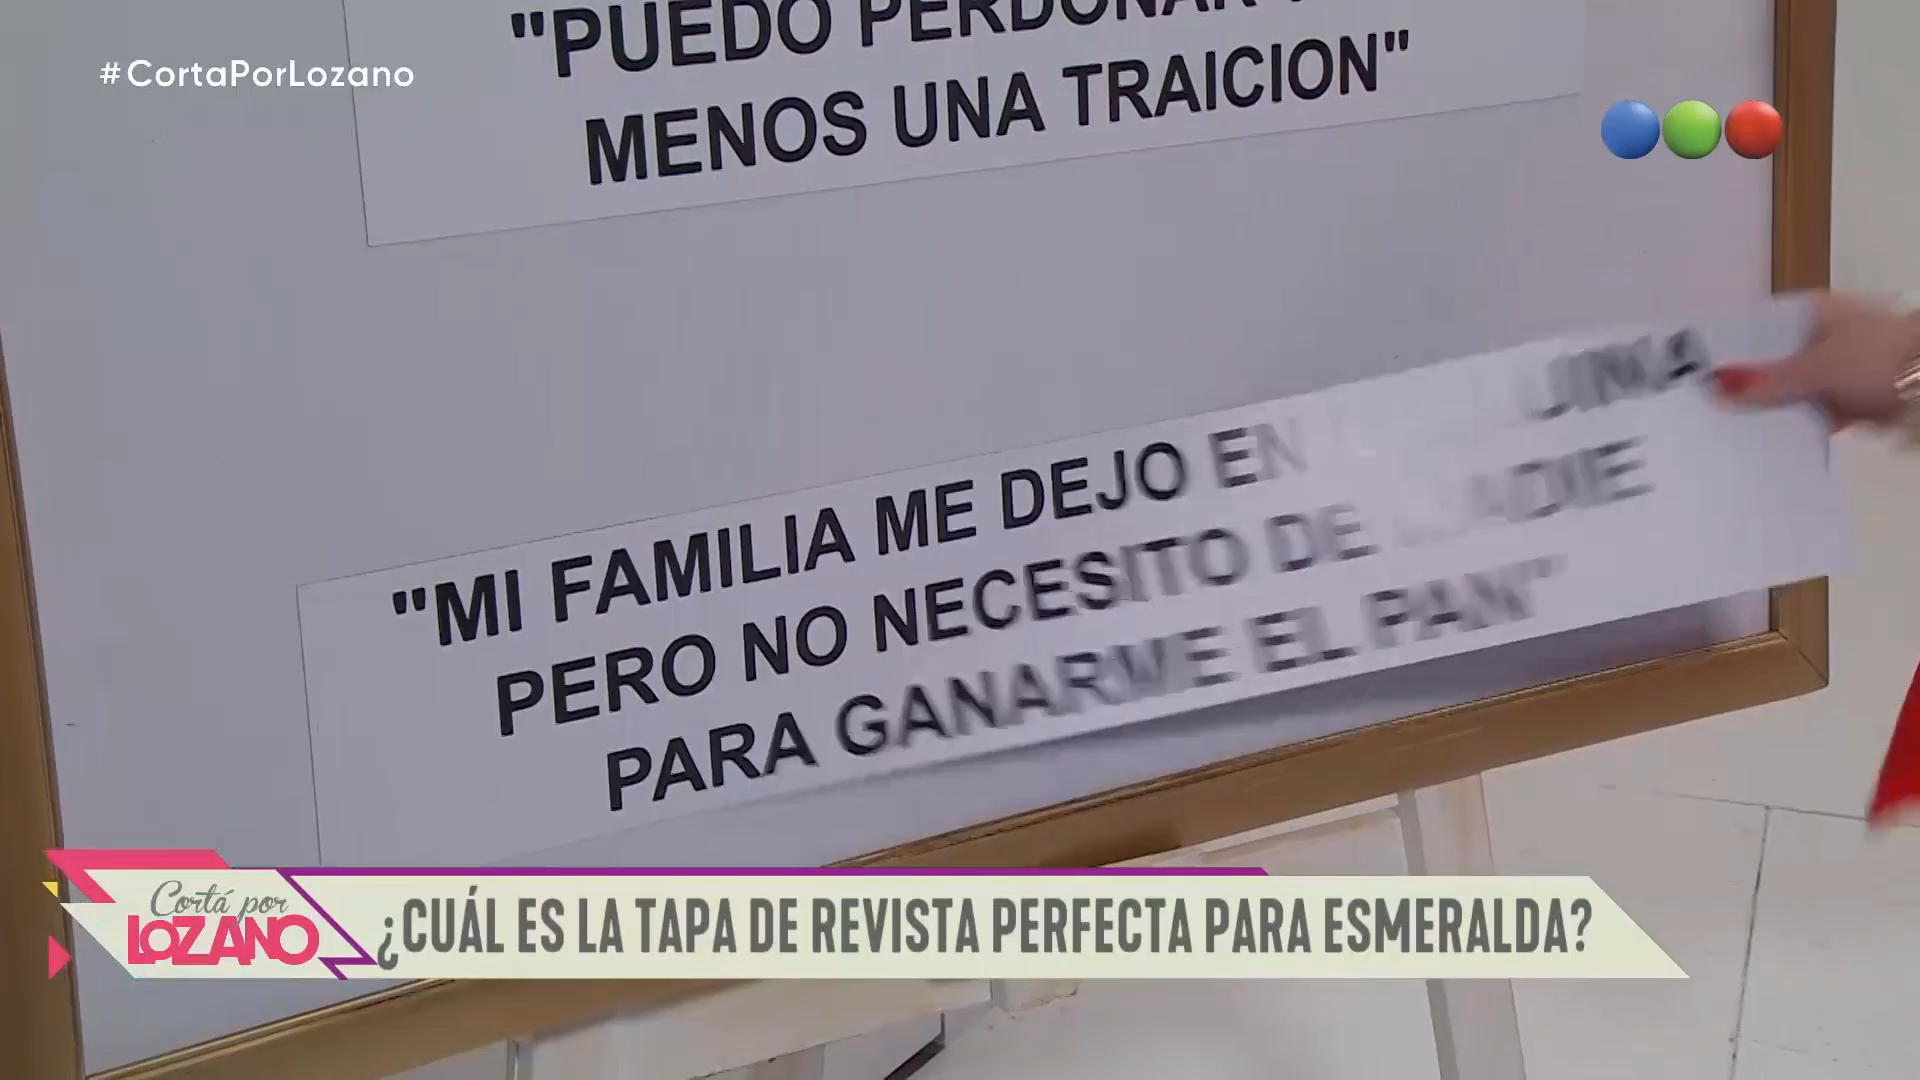 #CortaPorLozano
"PUEDO PERDONAR
MENOS UNA TRAICION"
"MI FAMILIA ME DEJO EN
PERO NO NECESITO DE NADIE
PARA GANARME EL PAN"
Cortá por
LOZANO
¿CUÁL ES LA TAPA DE REVISTA PERFECTA PARA ESMERALDA?